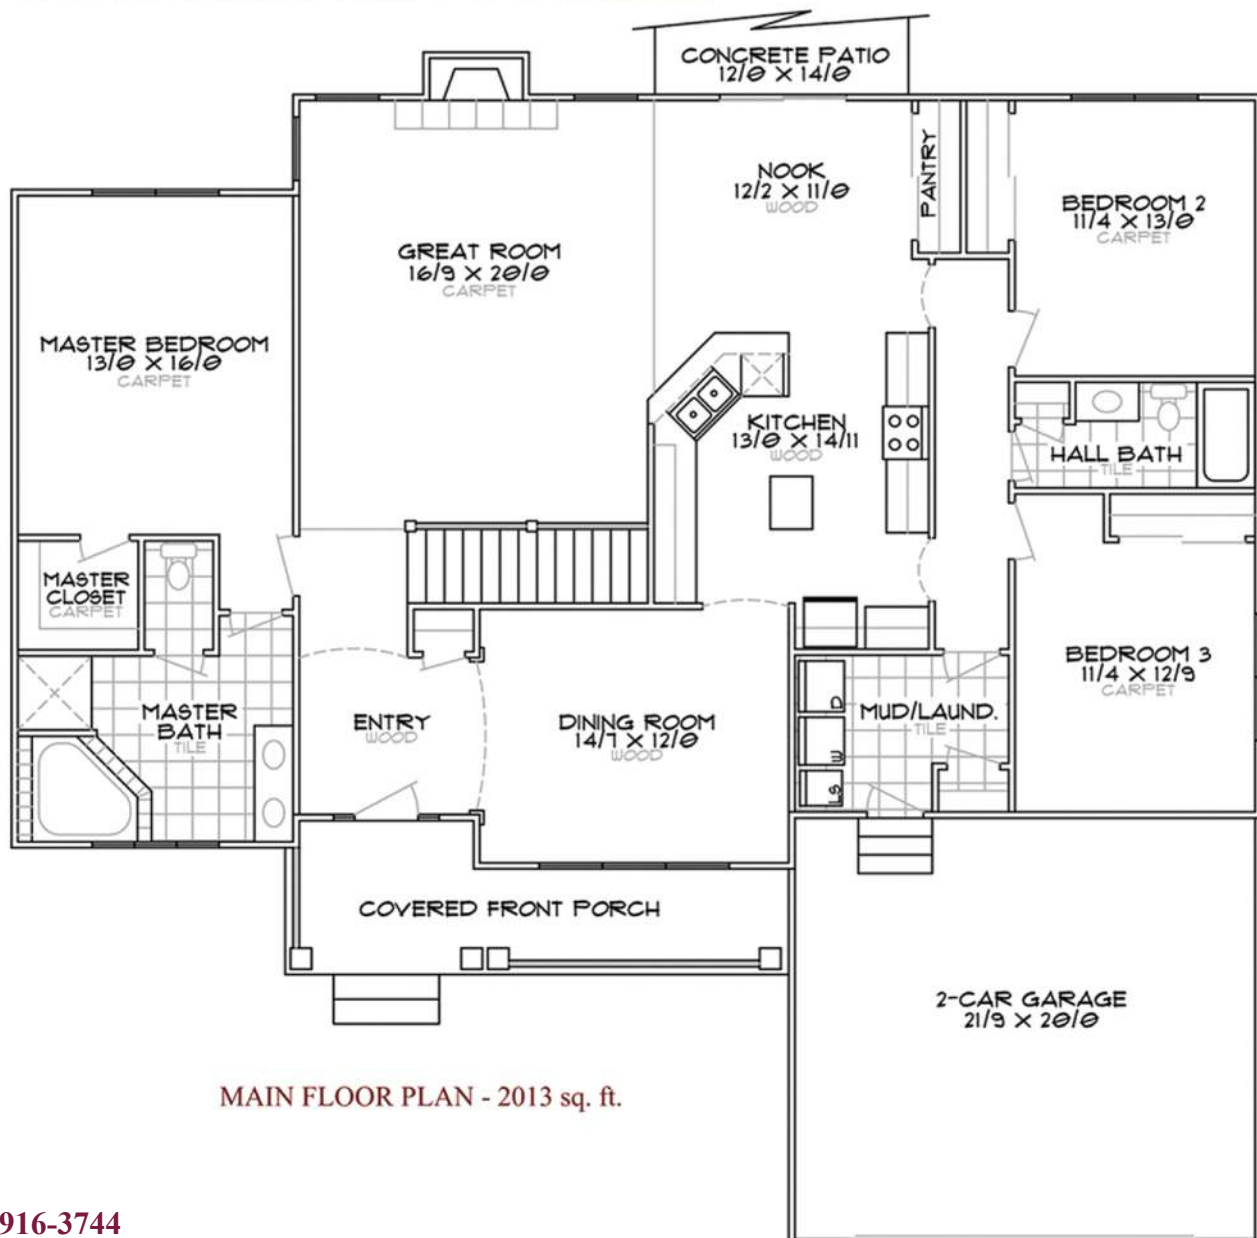 CONCRETE PATIO
12/0 X 14/0
NOOK
12/2 X 11/0
WOOD
PANTRY
BEDROOM 2
11/4 X 13/0
CARPET
GREAT ROOM
16/9 X 20/0
CARPET
MASTER BEDROOM
13/0 X 16/0
CARPET
KITCHEN
13/0 X 14/11
WOOD
HALL BATH
TILE
MASTER
CLOSET
CARPET
BEDROOM 3
11/4 X 12/9
CARPET
MASTER
BATH
TILE
ENTRY
WOOD
DINING ROOM
14/7 X 12/0
WOOD
D
W
LS
MUD/LAUND.
TILE
COVERED FRONT PORCH
2-CAR GARAGE
21/9 X 20/0
MAIN FLOOR PLAN - 2013 sq. ft.
916-3744